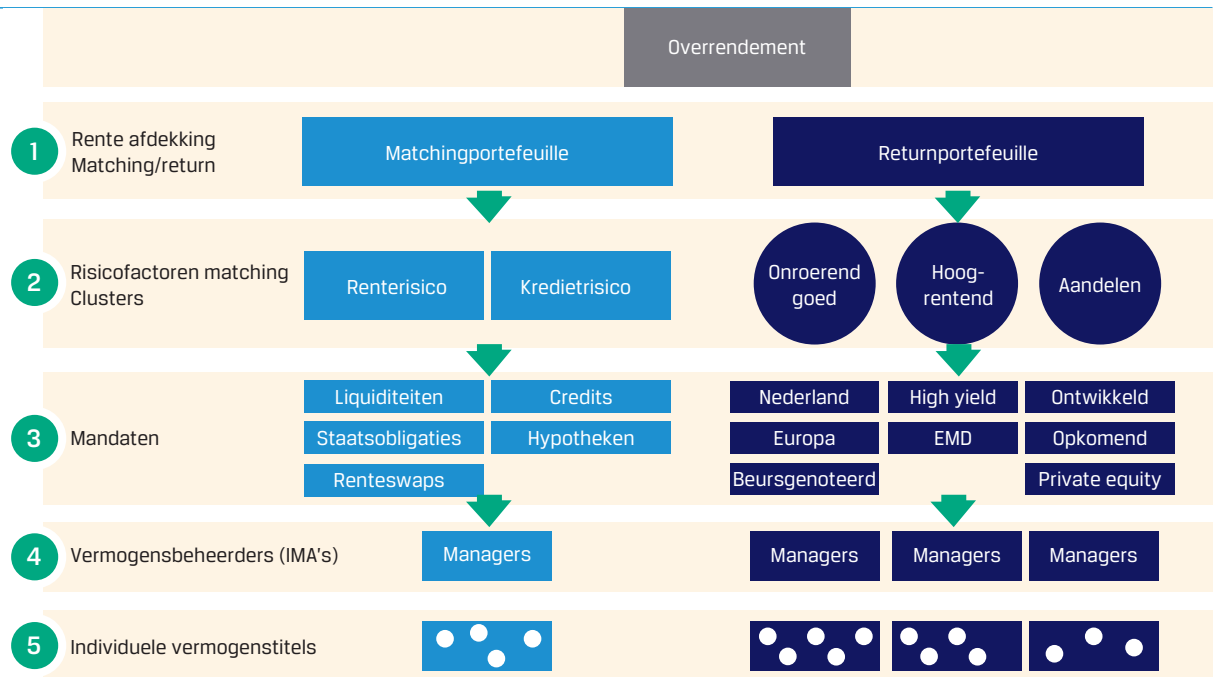 Overrendement
1
Rente afdekking
Matching/return
Matchingportefeuille
Returnportefeuille
2
Risicofactoren matching
Clusters
Renterisico
Kredietrisico
Onroerend
goed
Hoog-
rentend
Aandelen
3
Mandaten
Liquiditeiten
Credits
Nederland
High yield
Ontwikkeld
Staatsobligaties
Hypotheken
Europa
EMD
Opkomend
Renteswaps
Beursgenoteerd
Private equity
4
Vermogensbeheerders (IMA's)
Managers
Managers
Managers
Managers
5
Individuele vermogenstitels